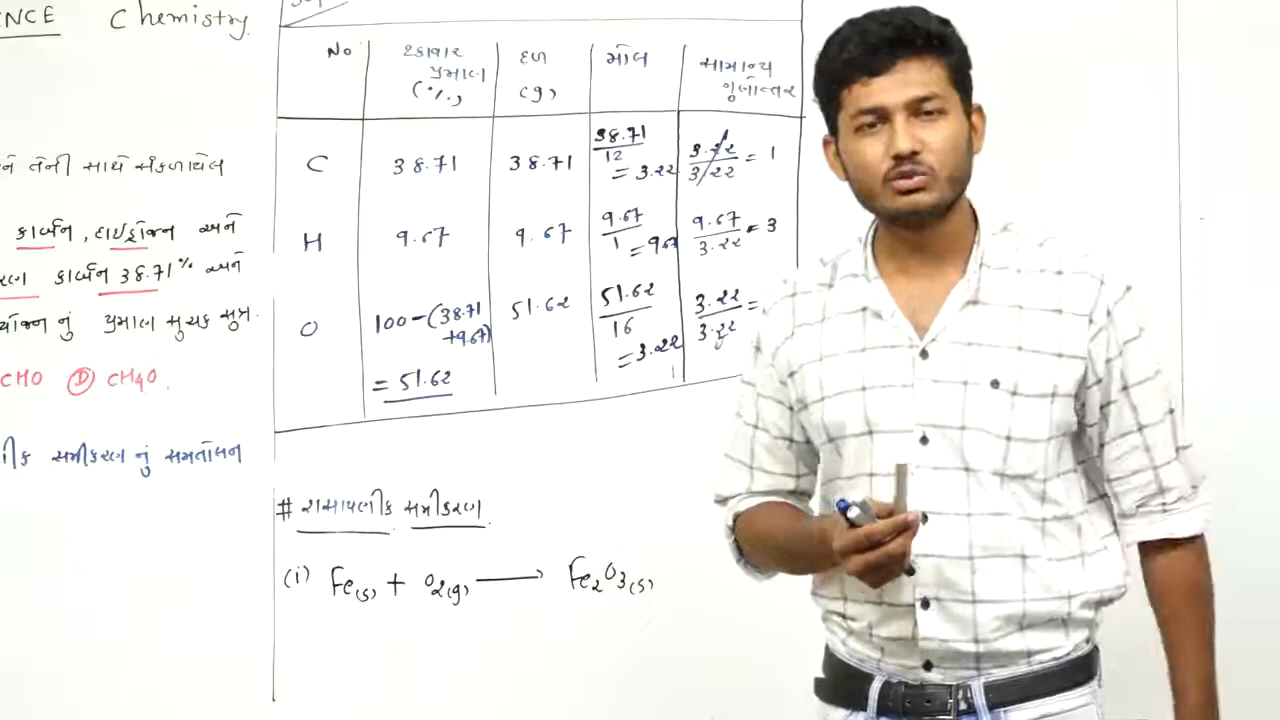 ENCE Chemistry.
ને તેની સાથે સંકળાયેલ
કાર્બન, હાઈડ્રોજન અને
રણ કાર્બન 38.71% અને
નું પ્રમાણ સુચક સુત્ર.
CHO Ⓓ CH4O.
ીક સમીકરણ નું સમતોલન
No. ટકાવાર પ્રમાણ (%) દળ (g) મોલ સામાન્ય ગુણોત્તર
C 38.71 38.71 38.71/12 = 3.22 3.22/3.22 = 1
H 9.67 9.67 9.67/1 = 9.67 9.67/3.22 = 3
O 100-(38.71+9.67) = 51.62 51.62 51.62/16 = 3.22 3.22/3.22 =
# રાસાયણીક સમીકરણ.
(i) Fe(s) + O2(g) ⟶ Fe2O3(s)